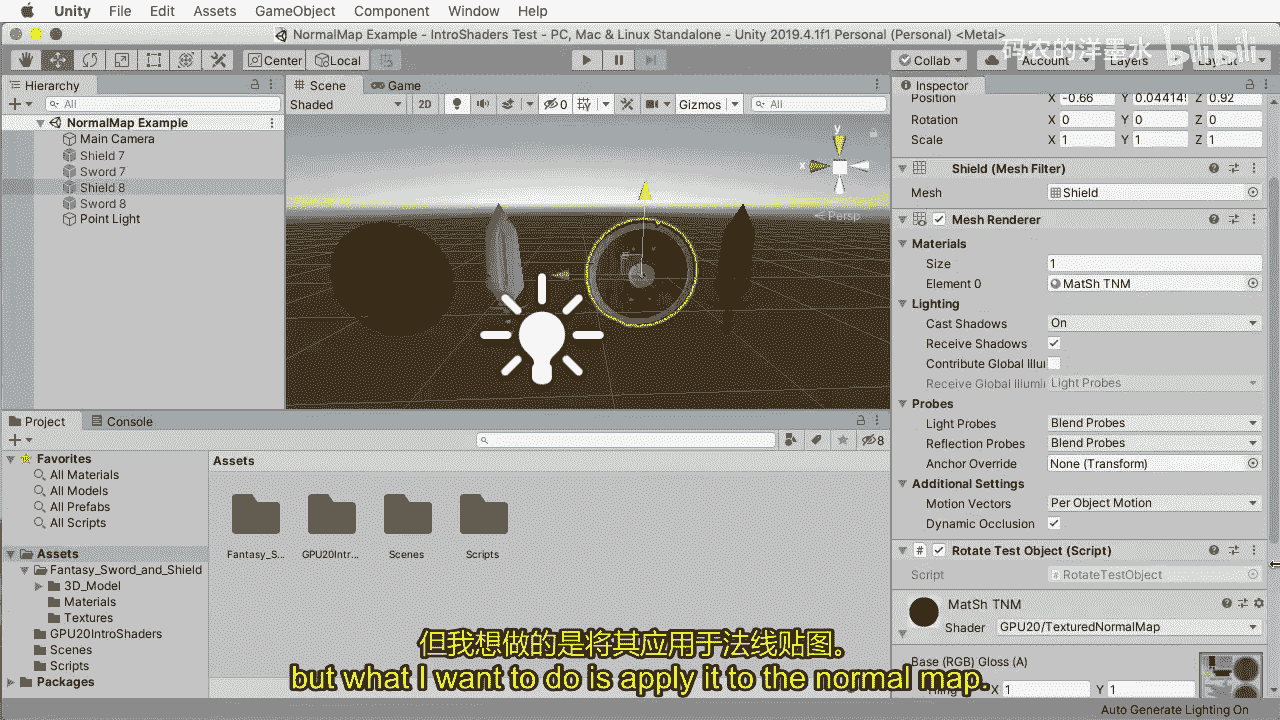 Unity File Edit Assets GameObject Component Window Help
NormalMap Example - IntroShaders Test - PC, Mac & Linux Standalone - Unity 2019.4.1f1 Personal (Personal) <Metal>
码农的洋墨水 bilibili
Center Local Collab Account Layers
Hierarchy
All
NormalMap Example
Main Camera
Shield 7
Sword 7
Shield 8
Sword 8
Point Light
Scene Game
Shaded 2D 0 Gizmos All
y
x
Persp
Inspector
Position X -0.66 Y 0.04414 Z 0.92
Rotation X 0 Y 0 Z 0
Scale X 1 Y 1 Z 1
Shield (Mesh Filter)
Mesh Shield
Mesh Renderer
Materials
Size 1
Element 0 MatSh TNM
Lighting
Cast Shadows On
Receive Shadows
Contribute Global Illu
Receive Global Illumi Light Probes
Probes
Light Probes Blend Probes
Reflection Probes Blend Probes
Anchor Override None (Transform)
Additional Settings
Motion Vectors Per Object Motion
Dynamic Occlusion
Rotate Test Object (Script)
Script RotateTestObject
MatSh TNM
Shader GPU20/TexturedNormalMap
Base (RGB) Gloss (A)
Tiling X 1 Y 1
Project Console
8
Favorites
All Materials
All Models
All Prefabs
All Scripts
Assets
Fantasy_Sword_and_Shield
3D_Model
Materials
Textures
GPU20IntroShaders
Scenes
Scripts
Packages
Assets
Fantasy_S... GPU20Intr... Scenes Scripts
但我想做的是将其应用于法线贴图。
but what I want to do is apply it to the normal map.
Auto Generate Lighting On